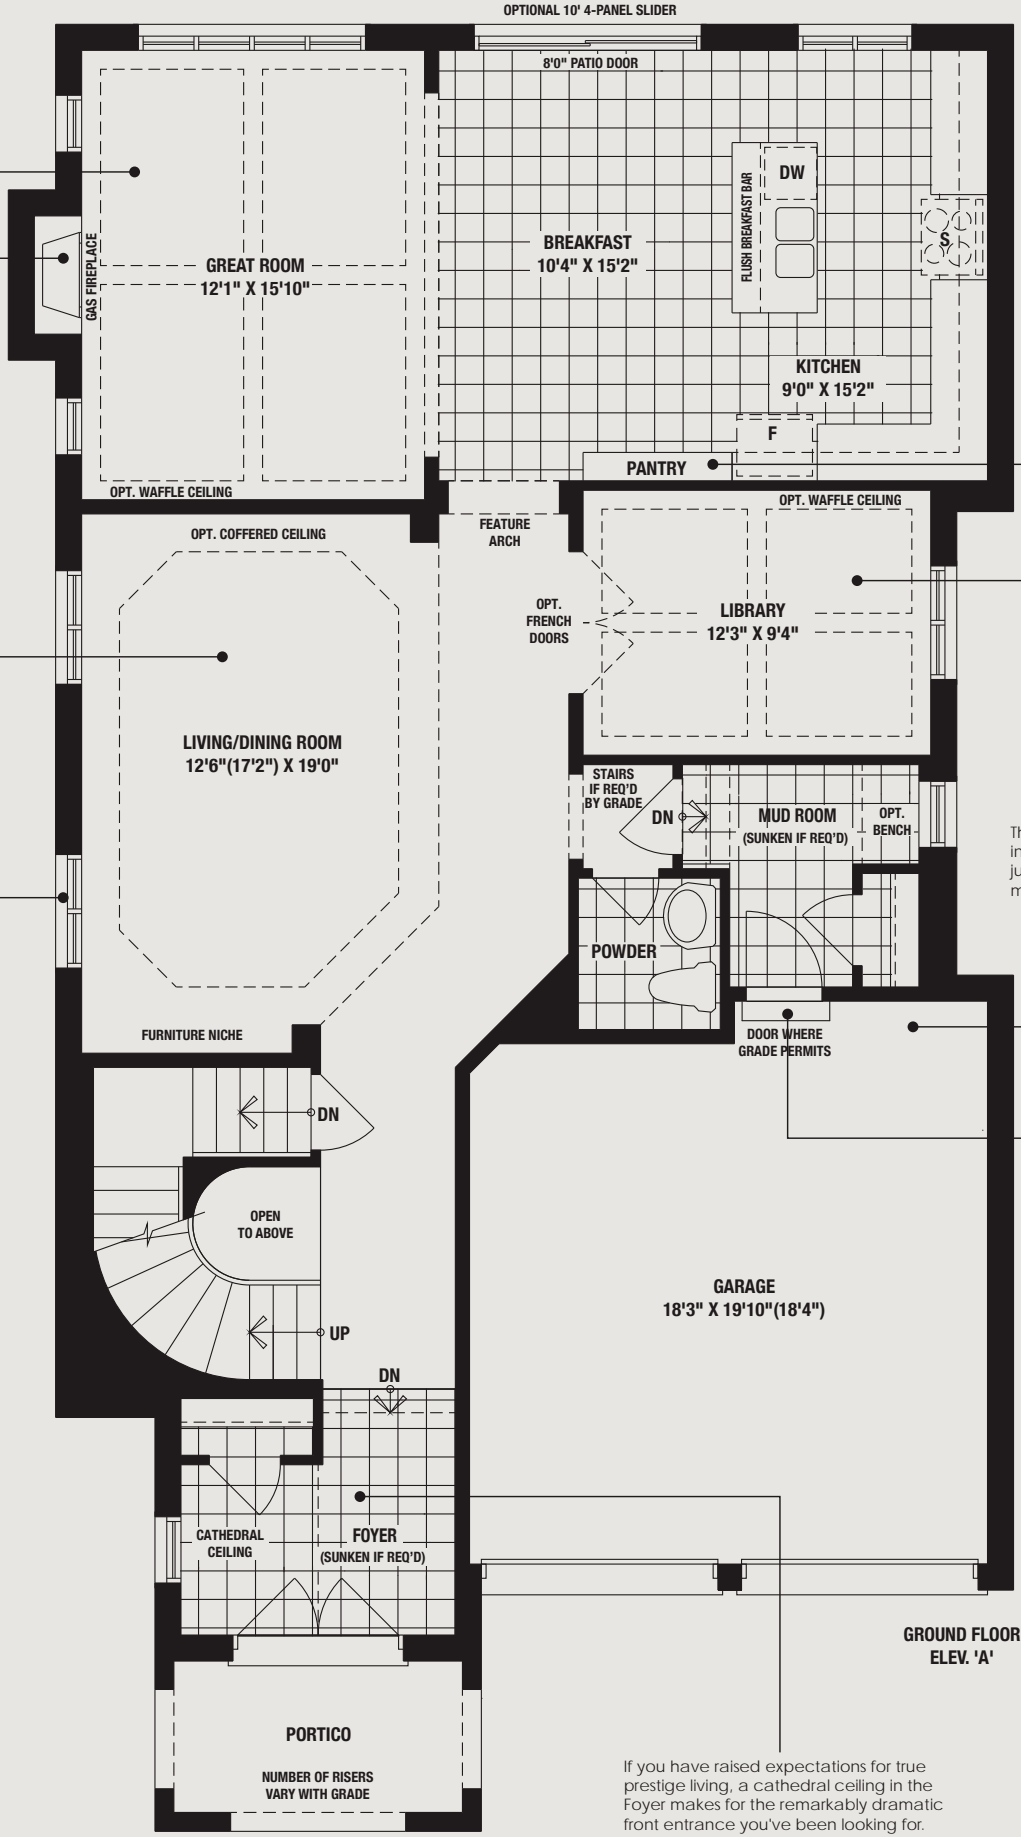 OPTIONAL 10' 4-PANEL SLIDER
8'0" PATIO DOOR
DW
FLUSH BREAKFAST BAR
S
BREAKFAST
10'4" X 15'2"
GAS FIREPLACE
GREAT ROOM
12'1" X 15'10"
KITCHEN
9'0" X 15'2"
F
PANTRY
OPT. WAFFLE CEILING
OPT. WAFFLE CEILING
OPT. COFFERED CEILING
FEATURE
ARCH
OPT.
FRENCH
DOORS
LIBRARY
12'3" X 9'4"
LIVING/DINING ROOM
12'6"(17'2") X 19'0"
STAIRS
IF REQ'D
BY GRADE
DN
MUD ROOM
(SUNKEN IF REQ'D)
OPT.
BENCH
POWDER
FURNITURE NICHE
DOOR WHERE
GRADE PERMITS
DN
OPEN
TO ABOVE
GARAGE
18'3" X 19'10"(18'4")
UP
DN
CATHEDRAL
CEILING
FOYER
(SUNKEN IF REQ'D)
GROUND FLOOR
ELEV. 'A'
PORTICO
NUMBER OF RISERS
VARY WITH GRADE
If you have raised expectations for true
prestige living, a cathedral ceiling in the
Foyer makes for the remarkably dramatic
front entrance you've been looking for.